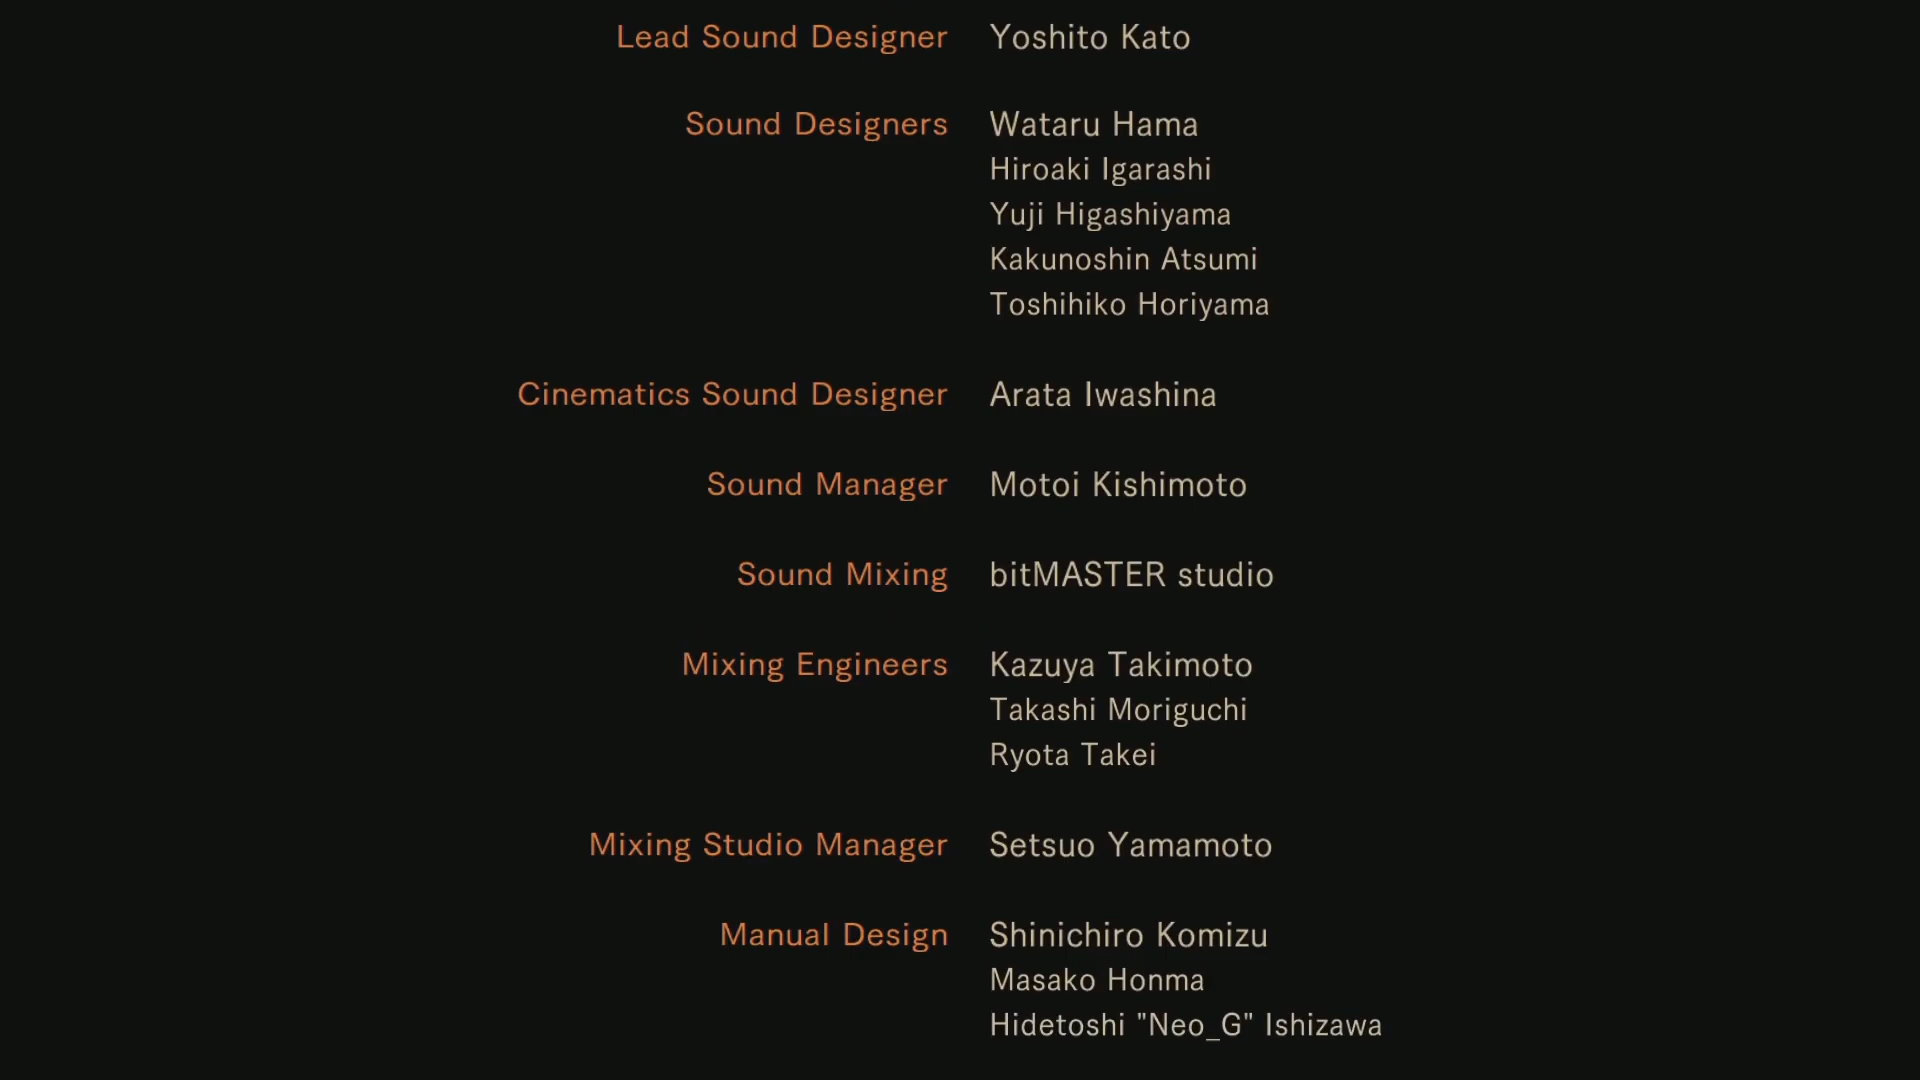 Lead Sound Designer Yoshito Kato
Sound Designers Wataru Hama
Hiroaki Igarashi
Yuji Higashiyama
Kakunoshin Atsumi
Toshihiko Horiyama
Cinematics Sound Designer Arata Iwashina
Sound Manager Motoi Kishimoto
Sound Mixing bitMASTER studio
Mixing Engineers Kazuya Takimoto
Takashi Moriguchi
Ryota Takei
Mixing Studio Manager Setsuo Yamamoto
Manual Design Shinichiro Komizu
Masako Honma
Hidetoshi "Neo_G" Ishizawa